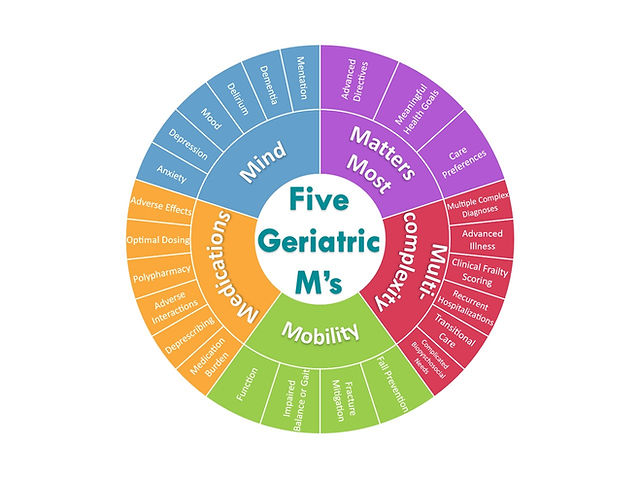 Five
Geriatric
M's
Mind
Mentation
Dementia
Delirium
Mood
Depression
Anxiety
Matters
Most
Advanced
Directives
Meaningful
Health Goals
Care
Preferences
Multi-
complexity
Multiple Complex
Diagnoses
Advanced
Illness
Clinical Frailty
Scoring
Recurrent
Hospitalizations
Transitional
Care
Complicated
Biopsychosocial
Needs
Mobility
Fall Prevention
Fracture
Mitigation
Impaired
Balance or Gait
Function
Medications
Medication
Burden
Deprescribing
Adverse
Interactions
Polypharmacy
Optimal Dosing
Adverse Effects